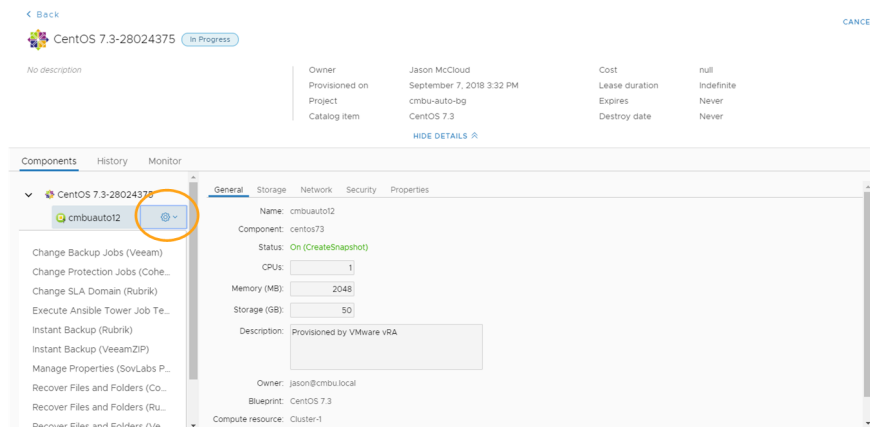 Back
CANCE
CentOS 7.3-28024375 In Progress
No description
Owner Jason McCloud Cost null
Provisioned on September 7, 2018 3:32 PM Lease duration Indefinite
Project cmbu-auto-bg Expires Never
Catalog item CentOS 7.3 Destroy date Never
HIDE DETAILS
Components History Monitor
CentOS 7.3-28024375
cmbuauto12
Change Backup Jobs (Veeam)
Change Protection Jobs (Cohe...
Change SLA Domain (Rubrik)
Execute Ansible Tower Job Te...
Instant Backup (Rubrik)
Instant Backup (VeeamZIP)
Manage Properties (SovLabs P...
Recover Files and Folders (Co...
Recover Files and Folders (Ru...
Recover Files and Folders (Ve...
General Storage Network Security Properties
Name: cmbuauto12
Component: centos73
Status: On (CreateSnapshot)
CPUs: 1
Memory (MB): 2048
Storage (GB): 50
Description: Provisioned by VMware vRA
Owner: jason@cmbu.local
Blueprint: CentOS 7.3
Compute resource: Cluster-1